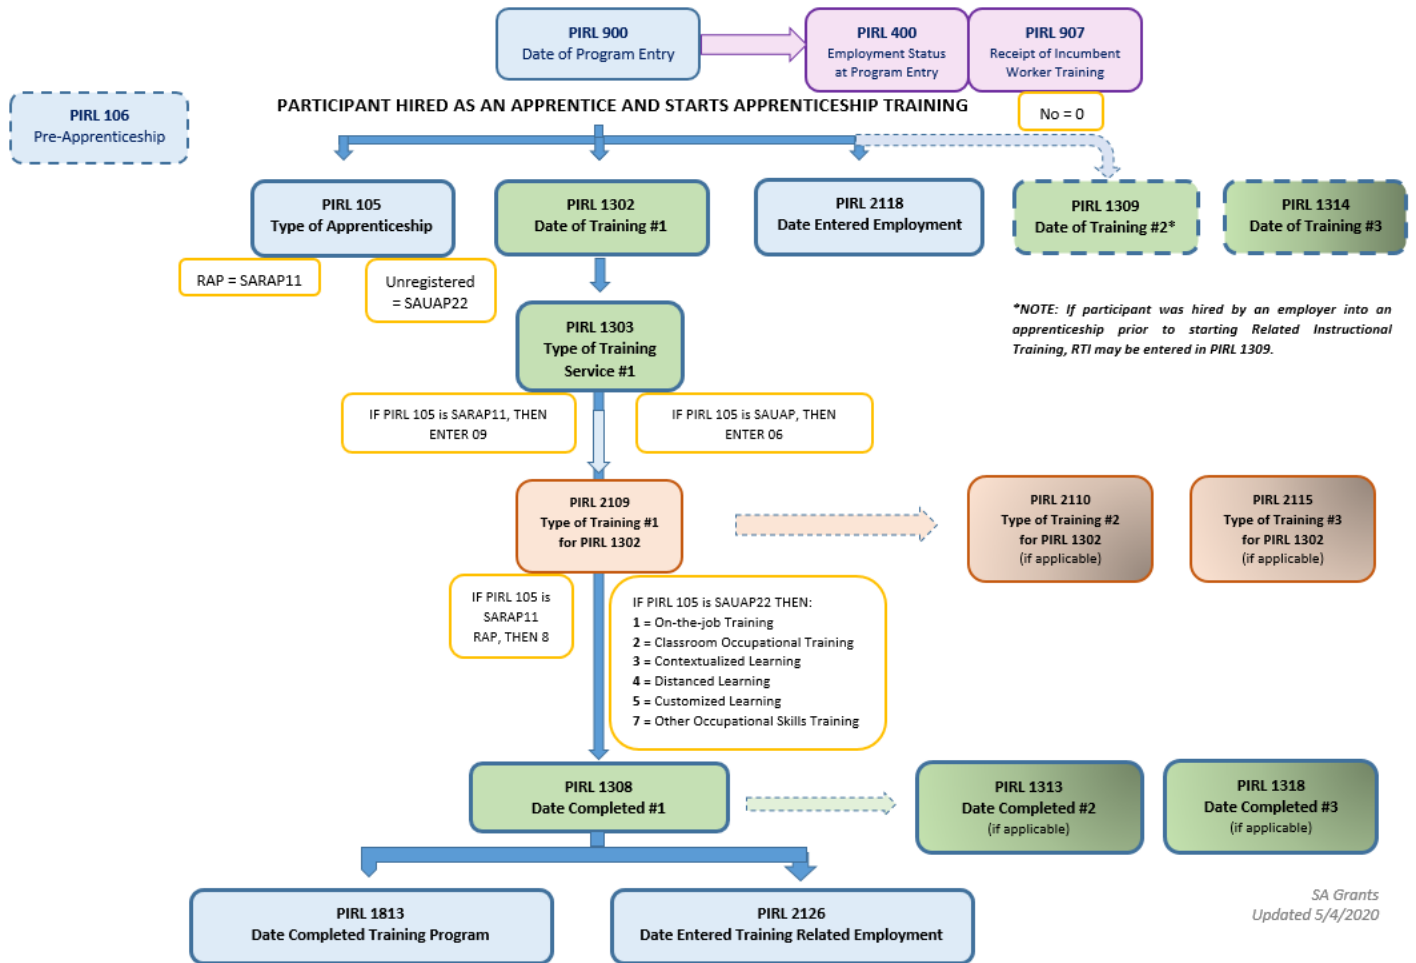 PIRL 900
Date of Program Entry
PIRL 400
Employment Status
at Program Entry
PIRL 907
Receipt of Incumbent
Worker Training
PIRL 106
Pre-Apprenticeship
PARTICIPANT HIRED AS AN APPRENTICE AND STARTS APPRENTICESHIP TRAINING
No = 0
PIRL 105
Type of Apprenticeship
PIRL 1302
Date of Training #1
PIRL 2118
Date Entered Employment
PIRL 1309
Date of Training #2*
PIRL 1314
Date of Training #3
RAP = SARAP11
Unregistered
= SAUAP22
*NOTE: If participant was hired by an employer into an
apprenticeship prior to starting Related Instructional
Training, RTI may be entered in PIRL 1309.
PIRL 1303
Type of Training
Service #1
IF PIRL 105 is SARAP11, THEN
ENTER 09
IF PIRL 105 is SAUAP, THEN
ENTER 06
PIRL 2109
Type of Training #1
for PIRL 1302
PIRL 2110
Type of Training #2
for PIRL 1302
(if applicable)
PIRL 2115
Type of Training #3
for PIRL 1302
(if applicable)
IF PIRL 105 is
SARAP11
RAP, THEN 8
IF PIRL 105 is SAUAP22 THEN:
1 = On-the-job Training
2 = Classroom Occupational Training
3 = Contextualized Learning
4 = Distanced Learning
5 = Customized Learning
7 = Other Occupational Skills Training
PIRL 1308
Date Completed #1
PIRL 1313
Date Completed #2
(if applicable)
PIRL 1318
Date Completed #3
(if applicable)
PIRL 1813
Date Completed Training Program
PIRL 2126
Date Entered Training Related Employment
SA Grants
Updated 5/4/2020